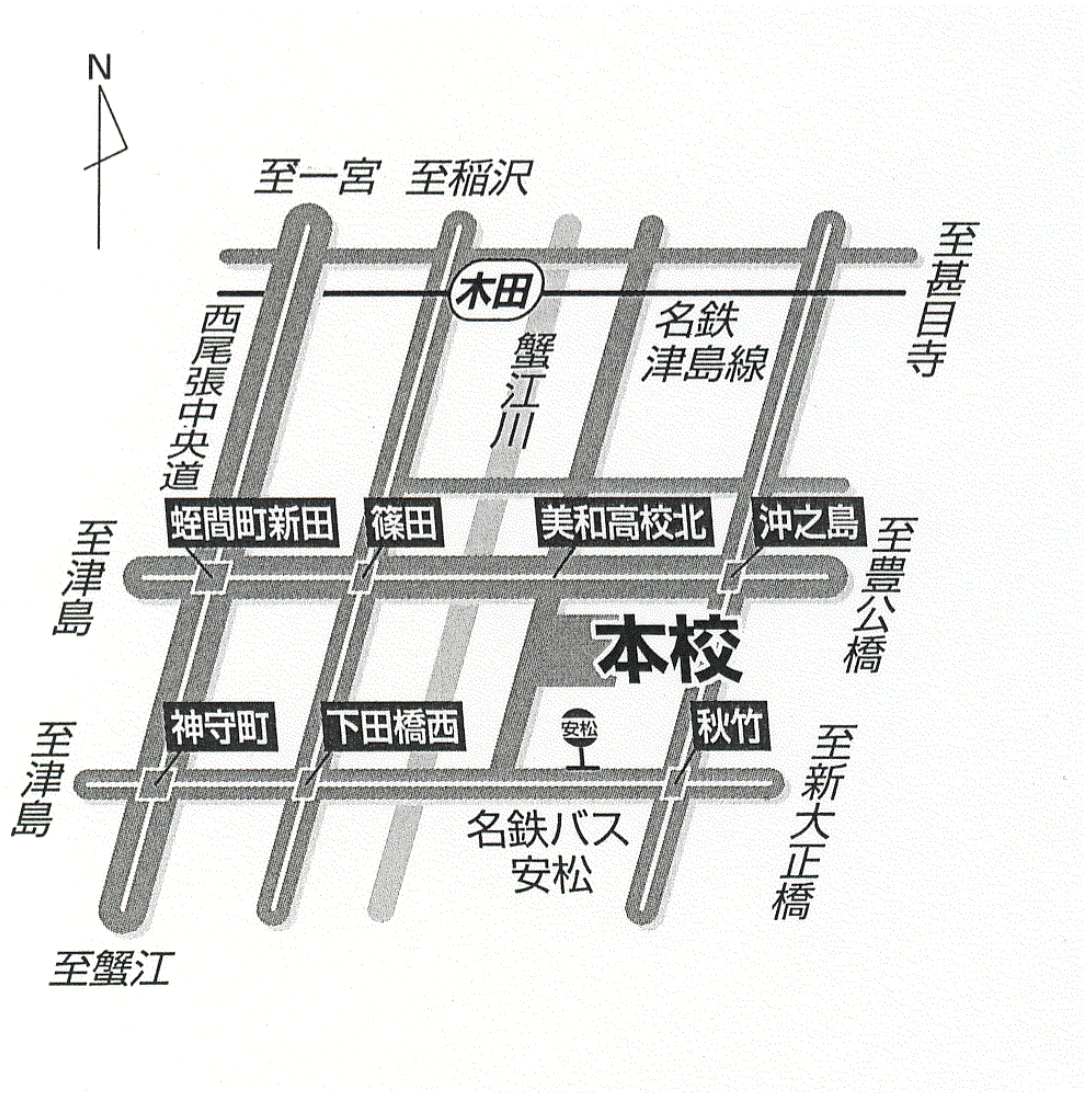 N
至一宮
至稲沢
至甚目寺
木田
名鉄
津島線
西尾張中央道
蟹江川
蛭間町新田
篠田
美和高校北
沖之島
至津島
至豊公橋
本校
神守町
下田橋西
安松
秋竹
至津島
至新大正橋
名鉄バス
安松
至蟹江